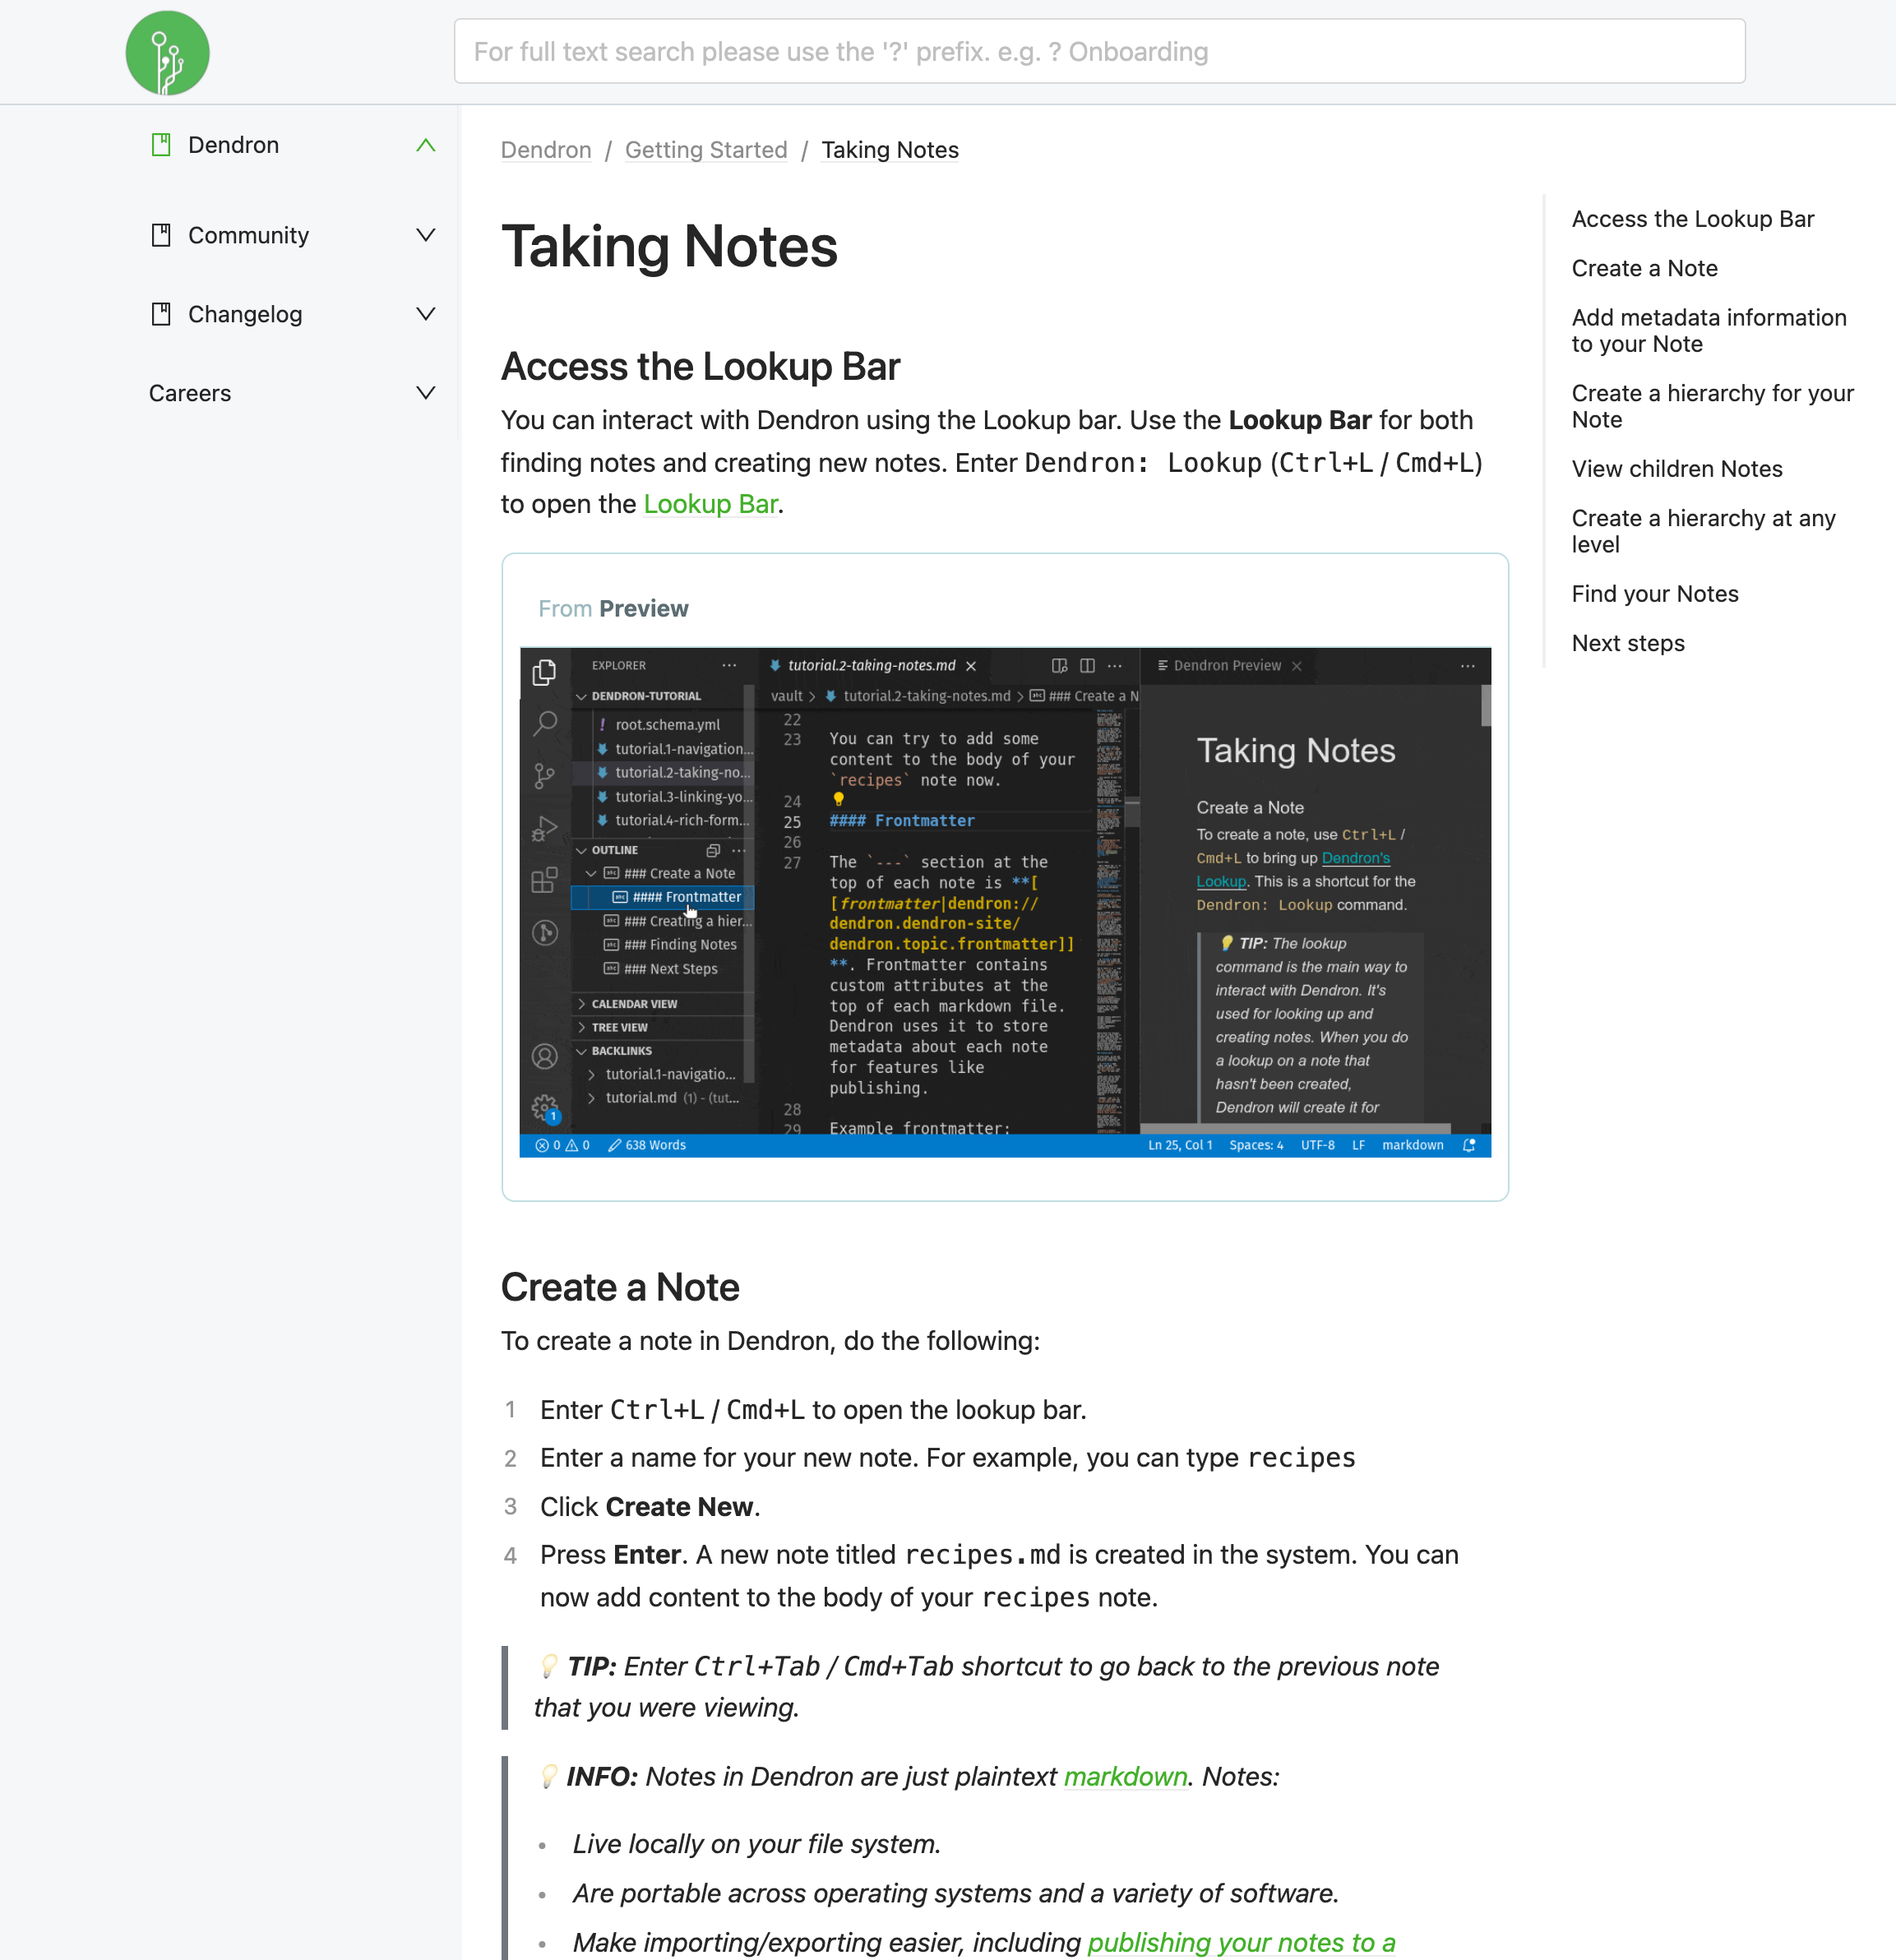 For full text search please use the '?' prefix. e.g. ? Onboarding
Dendron
Community
Changelog
Careers
Dendron / Getting Started / Taking Notes
Taking Notes
Access the Lookup Bar
You can interact with Dendron using the Lookup bar. Use the Lookup Bar for both
finding notes and creating new notes. Enter Dendron: Lookup (Ctrl+L / Cmd+L)
to open the Lookup Bar.
From Preview
EXPLORER
DENDRON-TUTORIAL
! root.schema.yml
tutorial.1-navigation...
tutorial.2-taking-no...
tutorial.3-linking-yo...
tutorial.4-rich-form...
OUTLINE
### Create a Note
#### Frontmatter
### Creating a hier...
### Finding Notes
### Next Steps
CALENDAR VIEW
TREE VIEW
BACKLINKS
tutorial.1-navigatio...
tutorial.md (1) - (tut...
1
tutorial.2-taking-notes.md
vault > tutorial.2-taking-notes.md > ### Create a N
22
23 You can try to add some
content to the body of your
`recipes` note now.
24
25 #### Frontmatter
26
27 The `---` section at the
top of each note is **[
[frontmatter|dendron://
dendron.dendron-site/
dendron.topic.frontmatter]]
**. Frontmatter contains
custom attributes at the
top of each markdown file.
Dendron uses it to store
metadata about each note
for features like
publishing.
28
29 Example frontmatter:
Dendron Preview
Taking Notes
Create a Note
To create a note, use Ctrl+L /
Cmd+L to bring up Dendron's
Lookup. This is a shortcut for the
Dendron: Lookup command.
TIP: The lookup
command is the main way to
interact with Dendron. It's
used for looking up and
creating notes. When you do
a lookup on a note that
hasn't been created,
Dendron will create it for
0 0 638 Words
Ln 25, Col 1 Spaces: 4 UTF-8 LF markdown
Create a Note
To create a note in Dendron, do the following:
1 Enter Ctrl+L / Cmd+L to open the lookup bar.
2 Enter a name for your new note. For example, you can type recipes
3 Click Create New.
4 Press Enter. A new note titled recipes.md is created in the system. You can
now add content to the body of your recipes note.
TIP: Enter Ctrl+Tab / Cmd+Tab shortcut to go back to the previous note
that you were viewing.
INFO: Notes in Dendron are just plaintext markdown. Notes:
• Live locally on your file system.
• Are portable across operating systems and a variety of software.
• Make importing/exporting easier, including publishing your notes to a
Access the Lookup Bar
Create a Note
Add metadata information
to your Note
Create a hierarchy for your
Note
View children Notes
Create a hierarchy at any
level
Find your Notes
Next steps